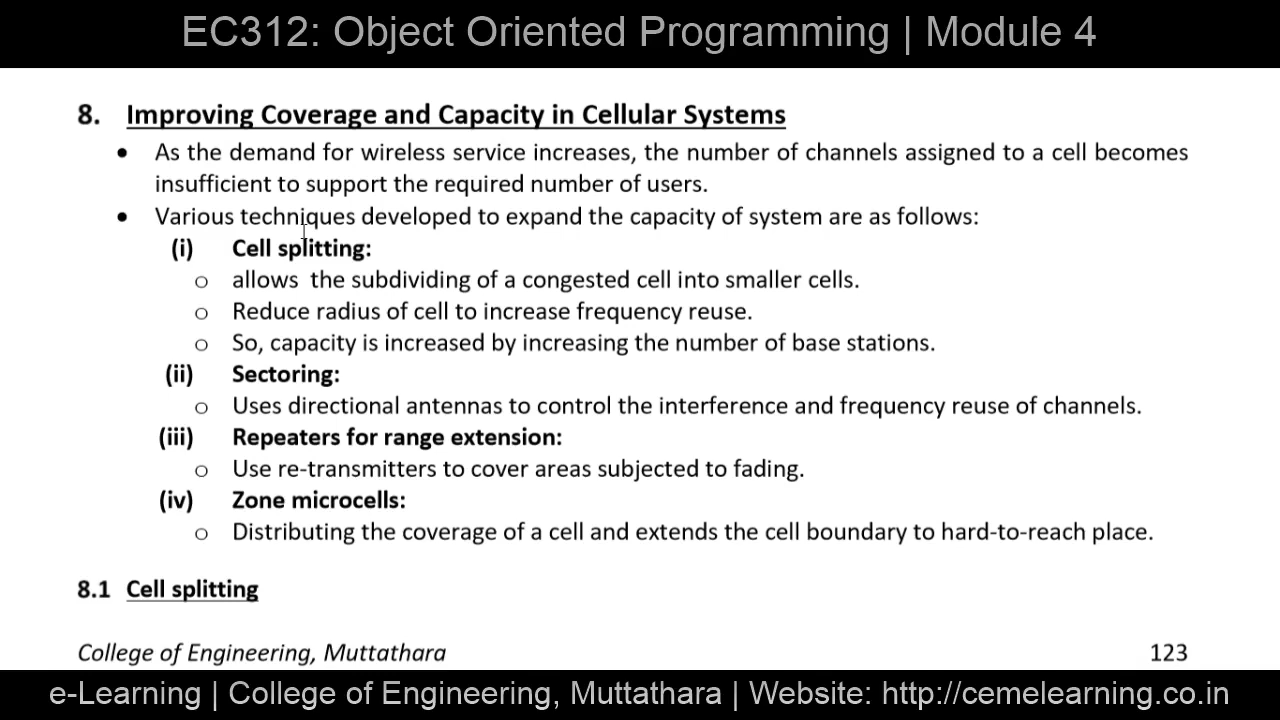 EC312: Object Oriented Programming | Module 4
8. Improving Coverage and Capacity in Cellular Systems
• As the demand for wireless service increases, the number of channels assigned to a cell becomes
insufficient to support the required number of users.
• Various techniques developed to expand the capacity of system are as follows:
(i) Cell splitting:
o allows the subdividing of a congested cell into smaller cells.
o Reduce radius of cell to increase frequency reuse.
o So, capacity is increased by increasing the number of base stations.
(ii) Sectoring:
o Uses directional antennas to control the interference and frequency reuse of channels.
(iii) Repeaters for range extension:
o Use re-transmitters to cover areas subjected to fading.
(iv) Zone microcells:
o Distributing the coverage of a cell and extends the cell boundary to hard-to-reach place.
8.1 Cell splitting
College of Engineering, Muttathara 123
e-Learning | College of Engineering, Muttathara | Website: http://cemelearning.co.in